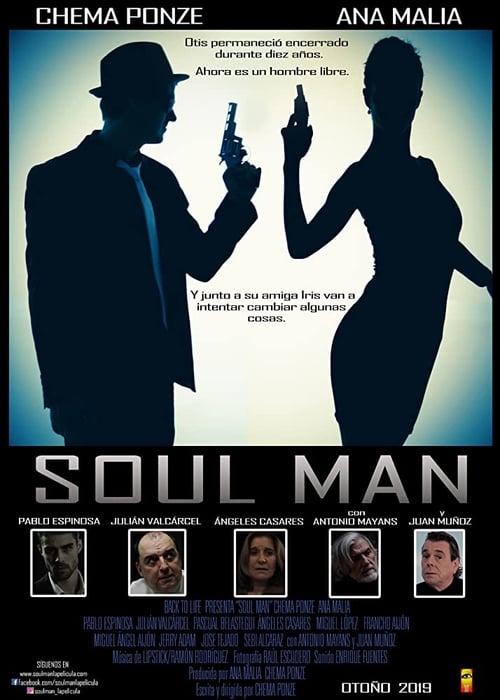 CHEMA PONZE
ANA MALIA
Otis permaneció encerrado
durante diez años.
Ahora es un hombre libre.
Y junto a su amiga Iris van a
intentar cambiar algunas
cosas.
SOUL MAN
PABLO ESPINOSA
JULIÁN VALCÁRCEL
ÁNGELES CASARES
con
ANTONIO MAYANS
y
JUAN MUÑOZ
BACK TO LIFE PRESENTA "SOUL MAN" CHEMA PONZE ANA MALIA
PABLO ESPINOSA JULIÁN VALCÁRCEL PASCUAL BELASTEGUI ÁNGELES CASARES MIGUEL LÓPEZ FRANCHO AIJÓN
MIGUEL ÁNGEL AIJÓN JERRY ADAM JOSE TEJADO SEBI ALCARAZ con ANTONIO MAYANS y JUAN MUÑOZ
Música de LIPSTICK/RAMÓN RODRÍGUEZ Fotografía RAÚL ESCUDERO Sonido ENRIQUE FUENTES
Producida por ANA MALIA CHEMA PONZE
Escrita y dirigida por CHEMA PONZE
SÍGUENOS EN
www.soulmanlapelicula.com
facebook.com/soulmanlapelicula
soulman_lapelicula
OTOÑO 2019